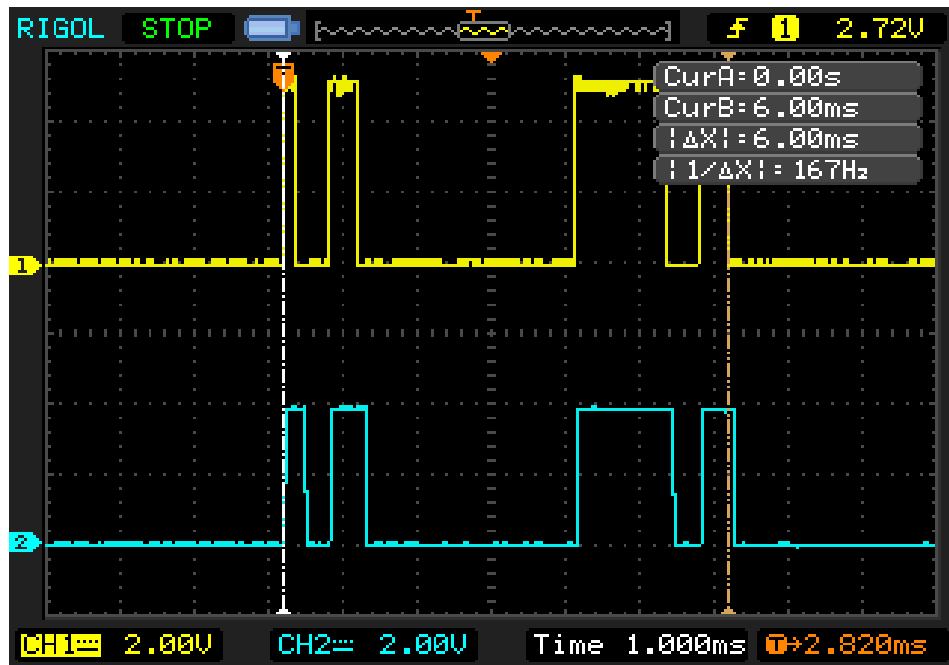 RIGOL STOP T 1 2.72V
T
CurA=0.00s
CurB=6.00ms
|ΔX|=6.00ms
|1/ΔX|=167Hz
1
2
CH1 2.00V CH2 2.00V Time 1.000ms T→2.820ms